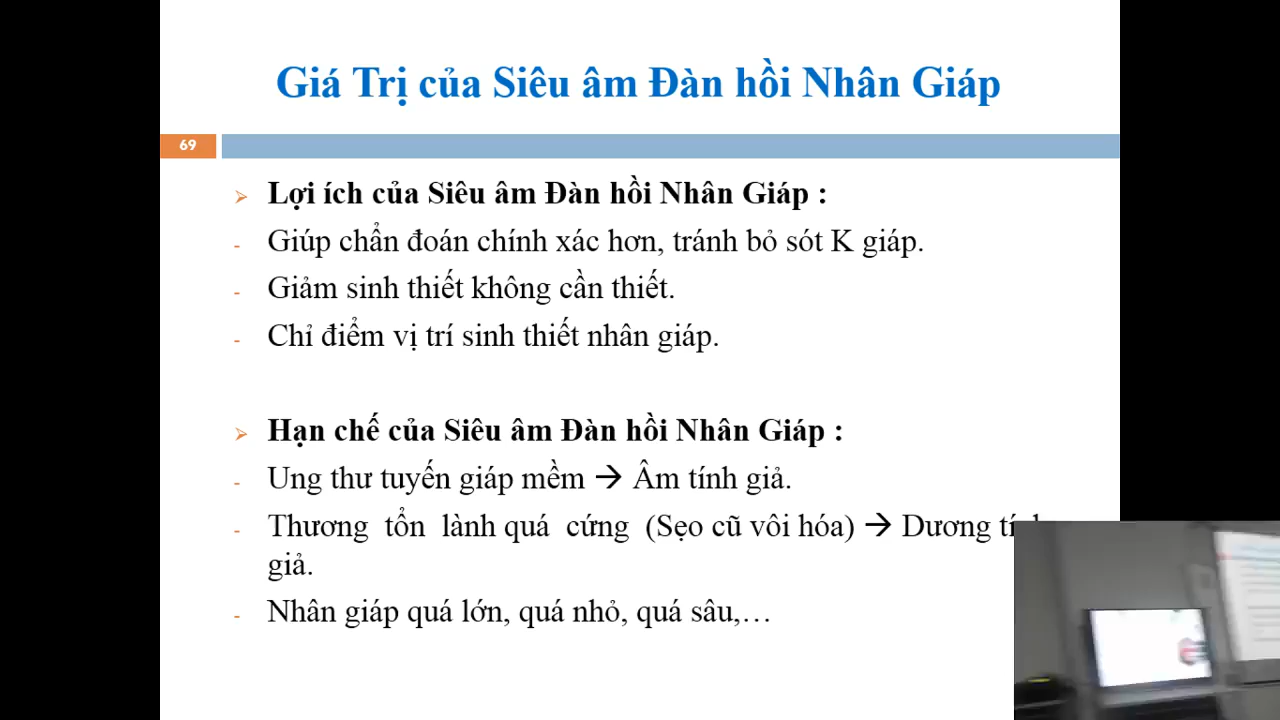 Giá Trị của Siêu âm Đàn hồi Nhân Giáp
69
➢ Lợi ích của Siêu âm Đàn hồi Nhân Giáp :
- Giúp chẩn đoán chính xác hơn, tránh bỏ sót K giáp.
- Giảm sinh thiết không cần thiết.
- Chỉ điểm vị trí sinh thiết nhân giáp.
➢ Hạn chế của Siêu âm Đàn hồi Nhân Giáp :
- Ung thư tuyến giáp mềm → Âm tính giả.
- Thương tổn lành quá cứng (Sẹo cũ vôi hóa) → Dương tính
giả.
- Nhân giáp quá lớn, quá nhỏ, quá sâu,…